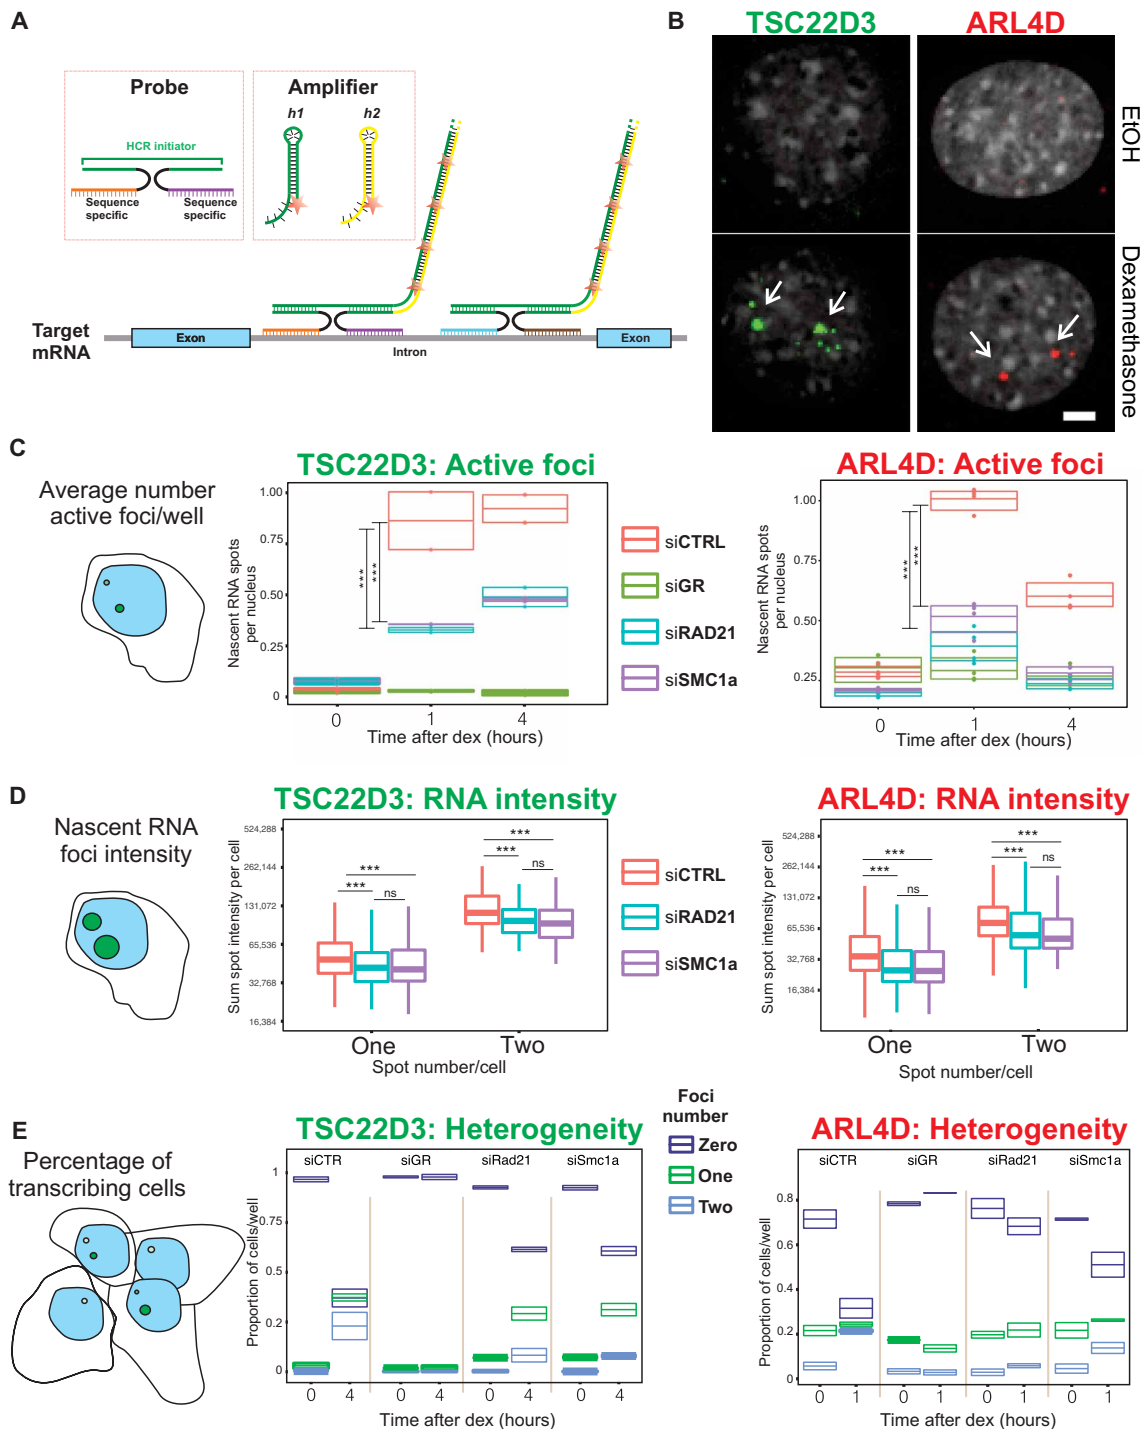 A
Probe
HCR initiator
Sequence specific
Sequence specific
Amplifier
h1
h2
Target mRNA
Exon
Intron
Exon
B
TSC22D3
ARL4D
EtOH
Dexamethasone
C
Average number
active foci/well
TSC22D3: Active foci
Nascent RNA spots
per nucleus
1.00
0.75
0.50
0.25
0
***
***
0
1
4
Time after dex (hours)
siCTRL
siGR
siRAD21
siSMC1a
ARL4D: Active foci
Nascent RNA spots
per nucleus
1.00
0.75
0.50
0.25
***
***
0
1
4
Time after dex (hours)
D
Nascent RNA
foci intensity
TSC22D3: RNA intensity
Sum spot intensity per cell
524,288
262,144
131,072
65,536
32,768
16,384
***
***
ns
***
***
ns
One
Two
Spot number/cell
siCTRL
siRAD21
siSMC1a
ARL4D: RNA intensity
Sum spot intensity per cell
524,288
262,144
131,072
65,536
32,768
16,384
***
***
ns
***
***
ns
One
Two
Spot number/cell
E
Percentage of
transcribing cells
TSC22D3: Heterogeneity
siCTR
siGR
siRad21
siSmc1a
Proportion of cells/well
1
0.75
0.5
0.2
0
0 4 0 4 0 4 0 4
Time after dex (hours)
Foci
number
Zero
One
Two
ARL4D: Heterogeneity
siCTR
siGR
siRad21
siSmc1a
Proportion of cells/well
0.8
0.6
0.4
0.2
0
0 1 0 1 0 1 0 1
Time after dex (hours)